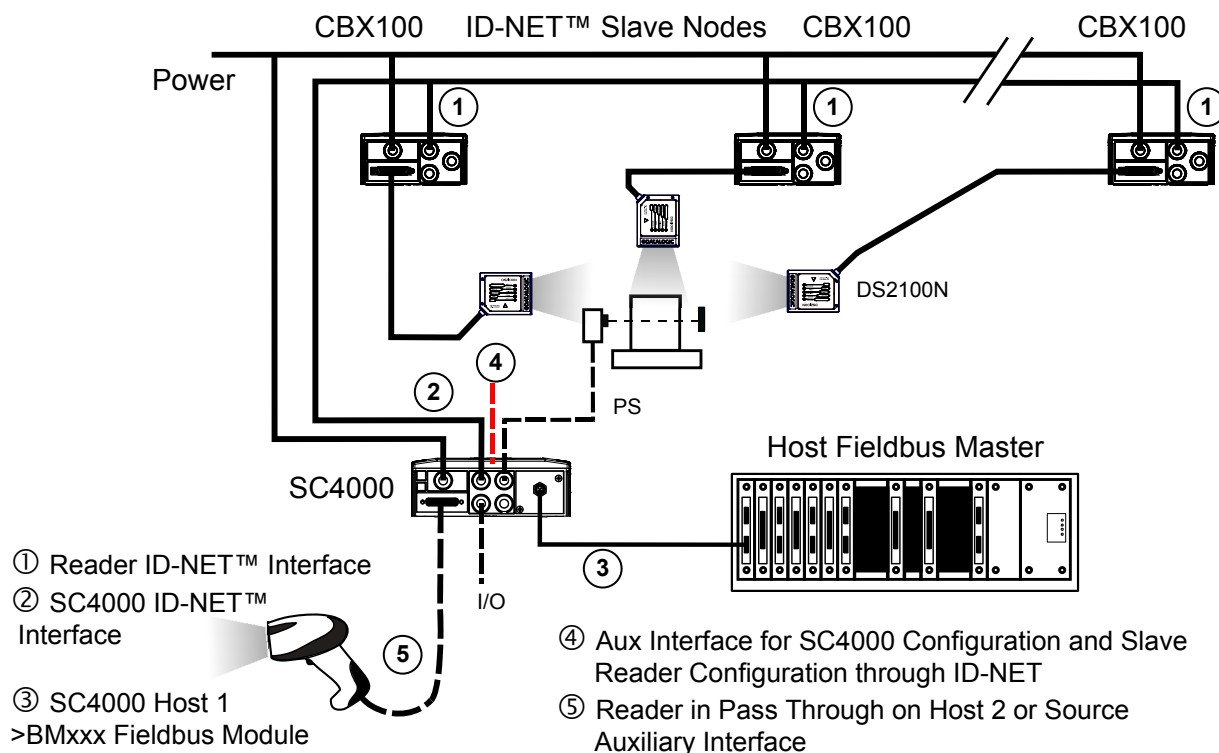 CBX100 ID-NET™ Slave Nodes CBX100 CBX100
Power
1 1 1
DS2100N
4
2
PS
Host Fieldbus Master
SC4000
3
I/O
5
① Reader ID-NET™ Interface
② SC4000 ID-NET™
Interface
③ SC4000 Host 1
>BMxxx Fieldbus Module
④ Aux Interface for SC4000 Configuration and Slave
Reader Configuration through ID-NET
⑤ Reader in Pass Through on Host 2 or Source
Auxiliary Interface